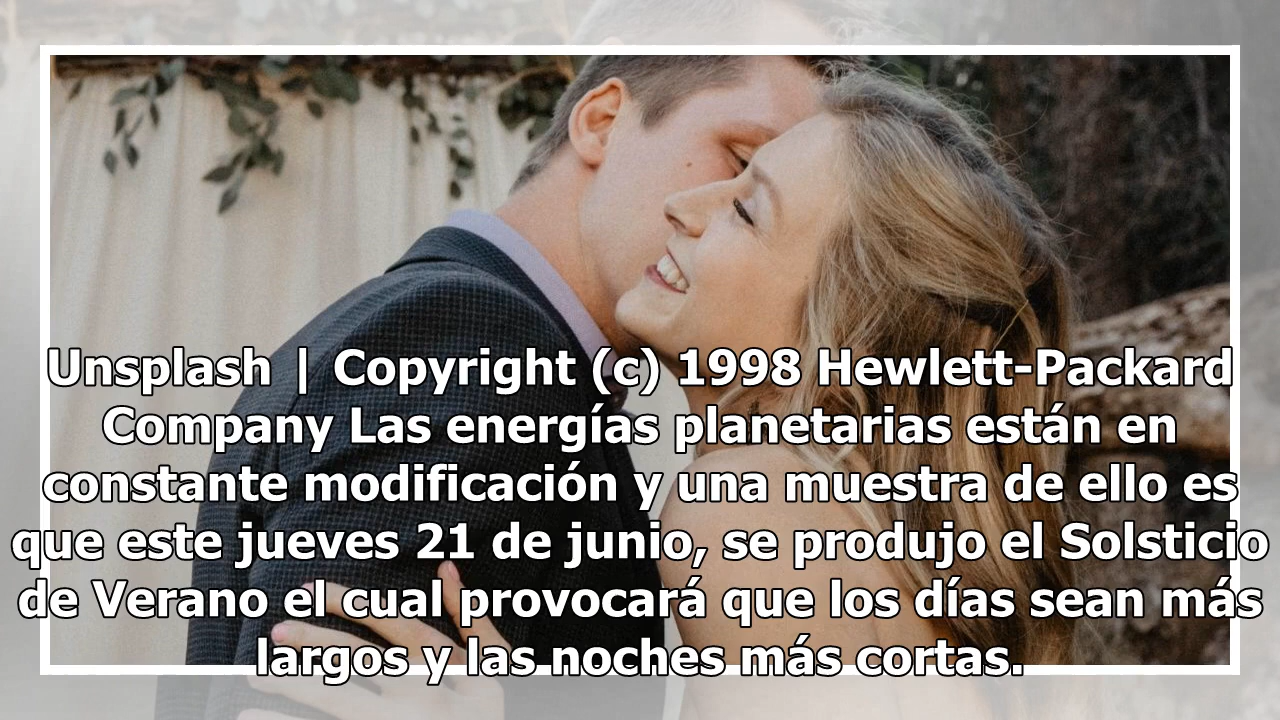 Unsplash | Copyright (c) 1998 Hewlett-Packard
Company Las energías planetarias están en
constante modificación y una muestra de ello es
que este jueves 21 de junio, se produjo el Solsticio
de Verano el cual provocará que los días sean más
largos y las noches más cortas.